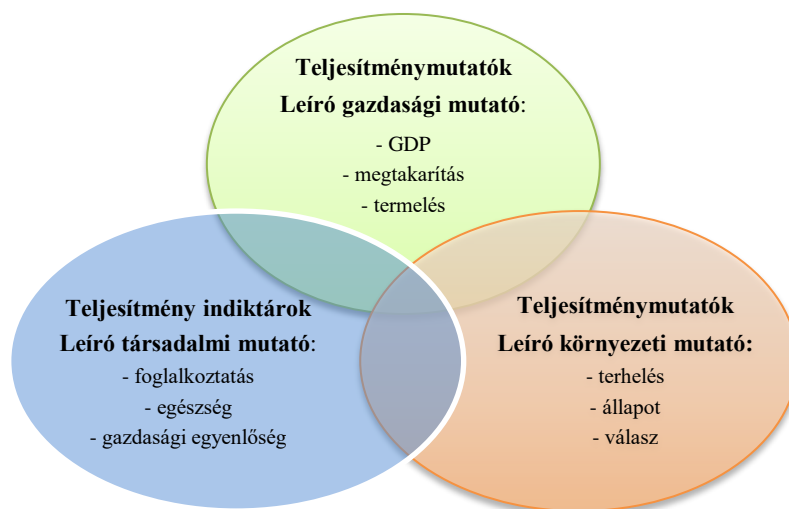 Teljesítménymutatók
Leíró gazdasági mutató:
- GDP
- megtakarítás
- termelés
Teljesítmény indiktárok
Leíró társadalmi mutató:
- foglalkoztatás
- egészség
- gazdasági egyenlőség
Teljesítménymutatók
Leíró környezeti mutató:
- terhelés
- állapot
- válasz